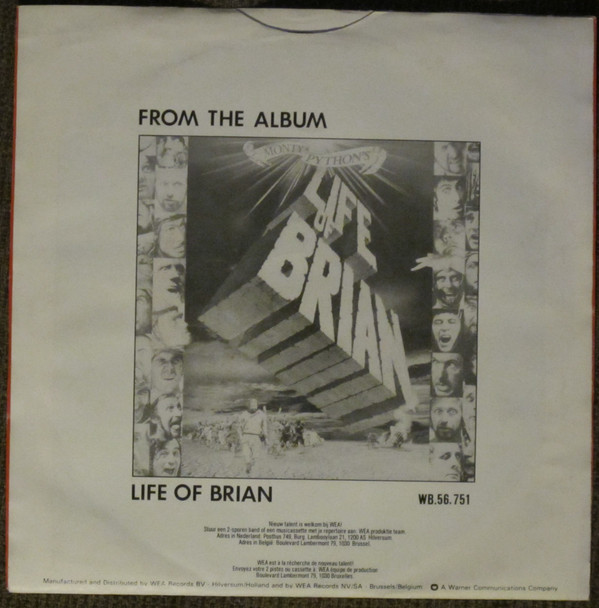 FROM THE ALBUM
MONTY PYTHON'S
LIFE
OF
BRIAN
LIFE OF BRIAN
WB.56.751
Nieuw talent is welkom bij WEA!
Stuur een 2-sporen band of een musicassette met je repertoire aan: WEA produktie team.
Adres in Nederland: Postbus 749, Burg. Lambooylaan 21, 1200 AS Hilversum.
Adres in België: Boulevard Lambermont 79, 1030 Brussel.
WEA est à la recherche de nouveau talent!
Envoyez votre 2 pistes ou cassette à: WEA équipe de production
Boulevard Lambermont 79, 1030 Bruxelles.
Manufactured and Distributed by WEA Records BV - Hilversum/Holland and by WEA Records NV/SA - Brussels/Belgium. A Warner Communications Company